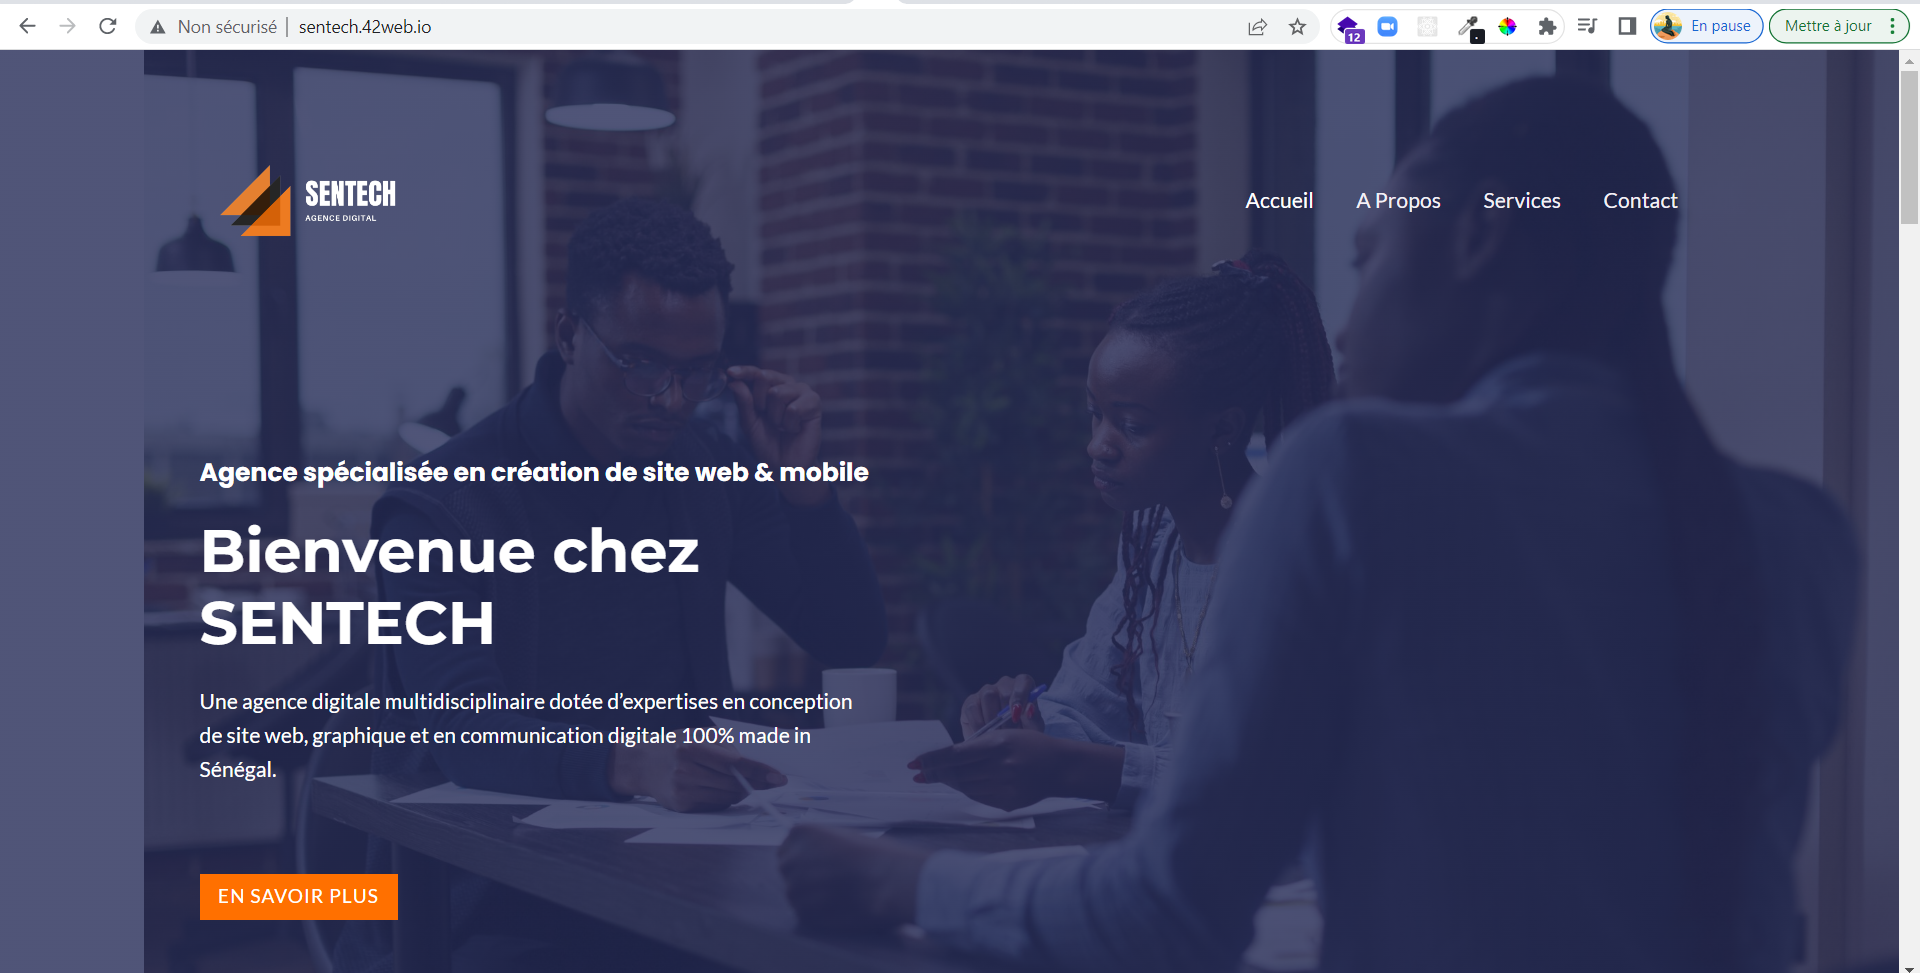 Non sécurisé | sentech.42web.io
12
En pause
Mettre à jour
SENTECH
AGENCE DIGITAL
Accueil
A Propos
Services
Contact
Agence spécialisée en création de site web & mobile
Bienvenue chez
SENTECH
Une agence digitale multidisciplinaire dotée d’expertises en conception
de site web, graphique et en communication digitale 100% made in
Sénégal.
EN SAVOIR PLUS